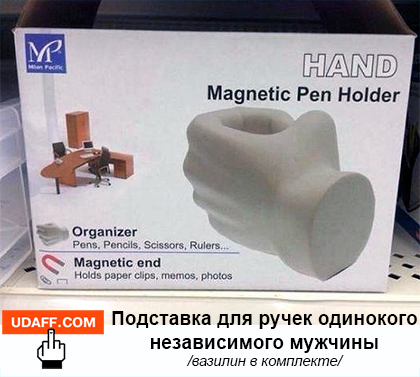 MP
Milan Pacific
HAND
Magnetic Pen Holder
Organizer
Pens, Pencils, Scissors, Rulers...
Magnetic end
Holds paper clips, memos, photos
UDAFF.COM
Подставка для ручек одинокого
независимого мужчины
/вазилин в комплекте/